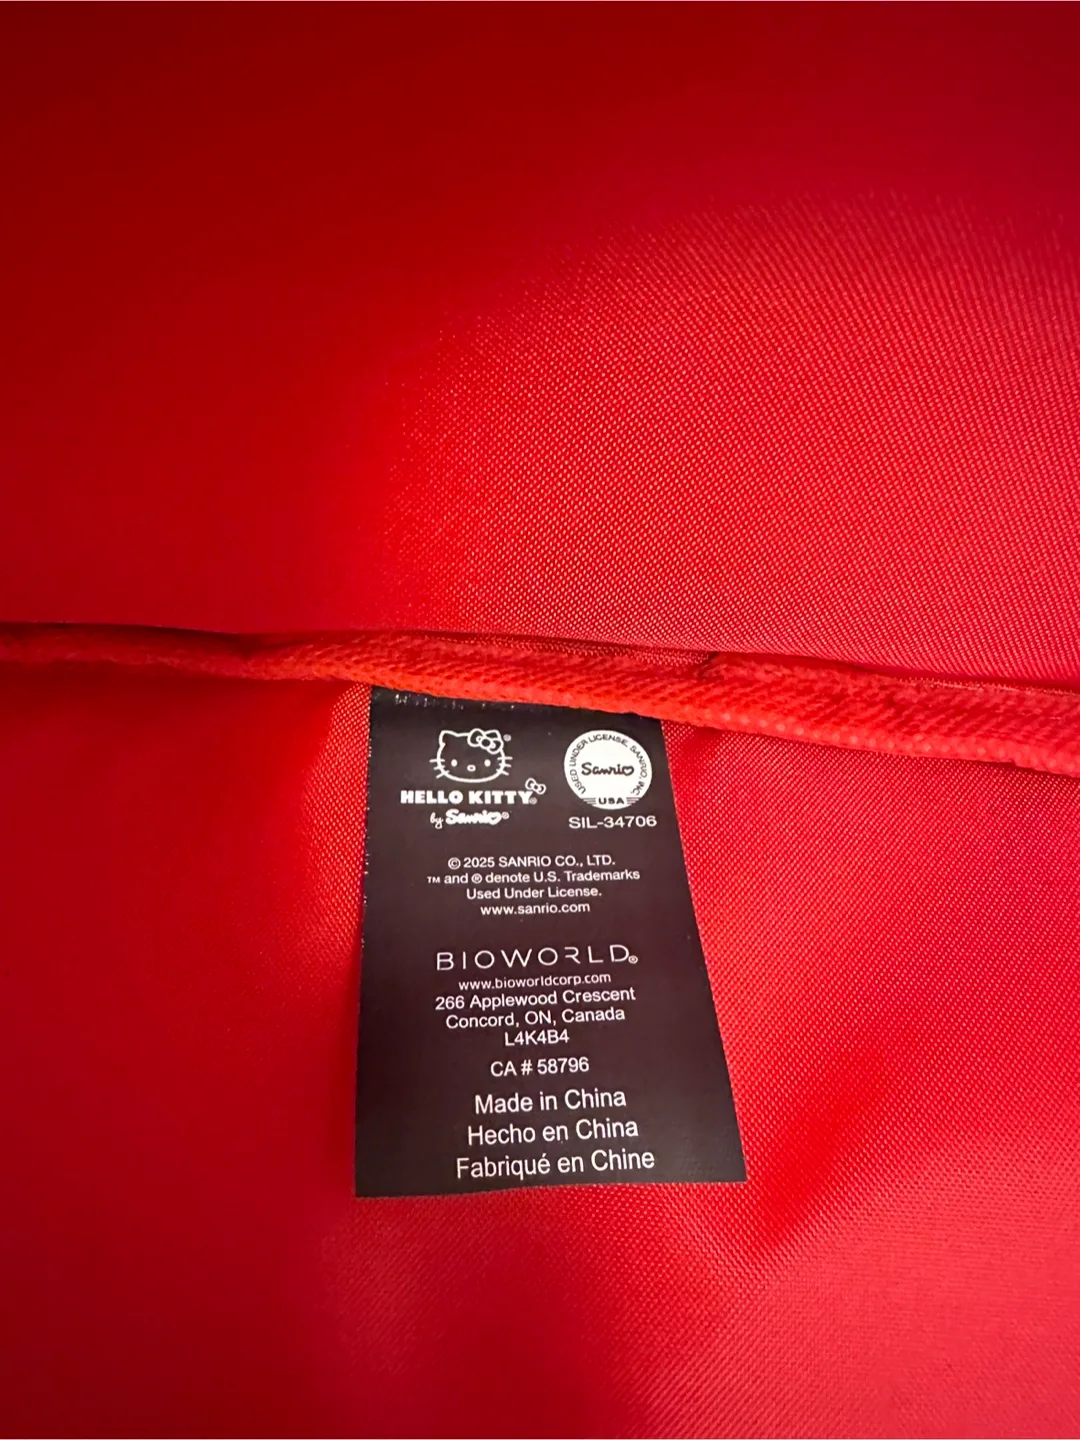 HELLO KITTY®
by Sanrio®
USED UNDER LICENSE, SANRIO, INC.
Sanrio
USA
SIL-34706
© 2025 SANRIO CO., LTD.
™ and ® denote U.S. Trademarks
Used Under License.
www.sanrio.com
BIOWORLD®
www.bioworldcorp.com
266 Applewood Crescent
Concord, ON, Canada
L4K4B4
CA # 58796
Made in China
Hecho en China
Fabriqué en Chine